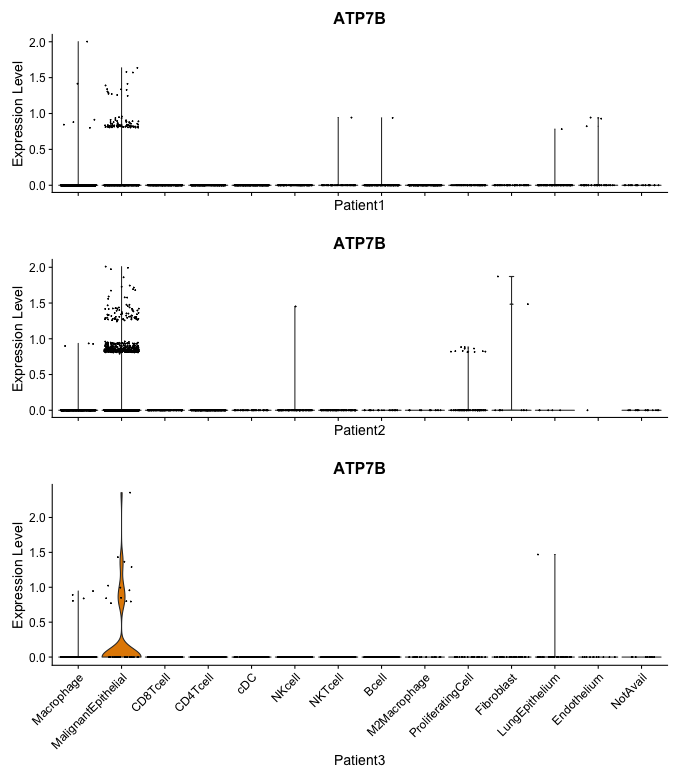 ATP7B
Expression Level
2.0
1.5
1.0
0.5
0.0
Patient1
ATP7B
Expression Level
2.0
1.5
1.0
0.5
0.0
Patient2
ATP7B
Expression Level
2.0
1.5
1.0
0.5
0.0
Macrophage
MalignantEpithelial
CD8Tcell
CD4Tcell
cDC
NKcell
NKTcell
Bcell
M2Macrophage
ProliferatingCell
Fibroblast
LungEpithelium
Endothelium
NotAvail
Patient3